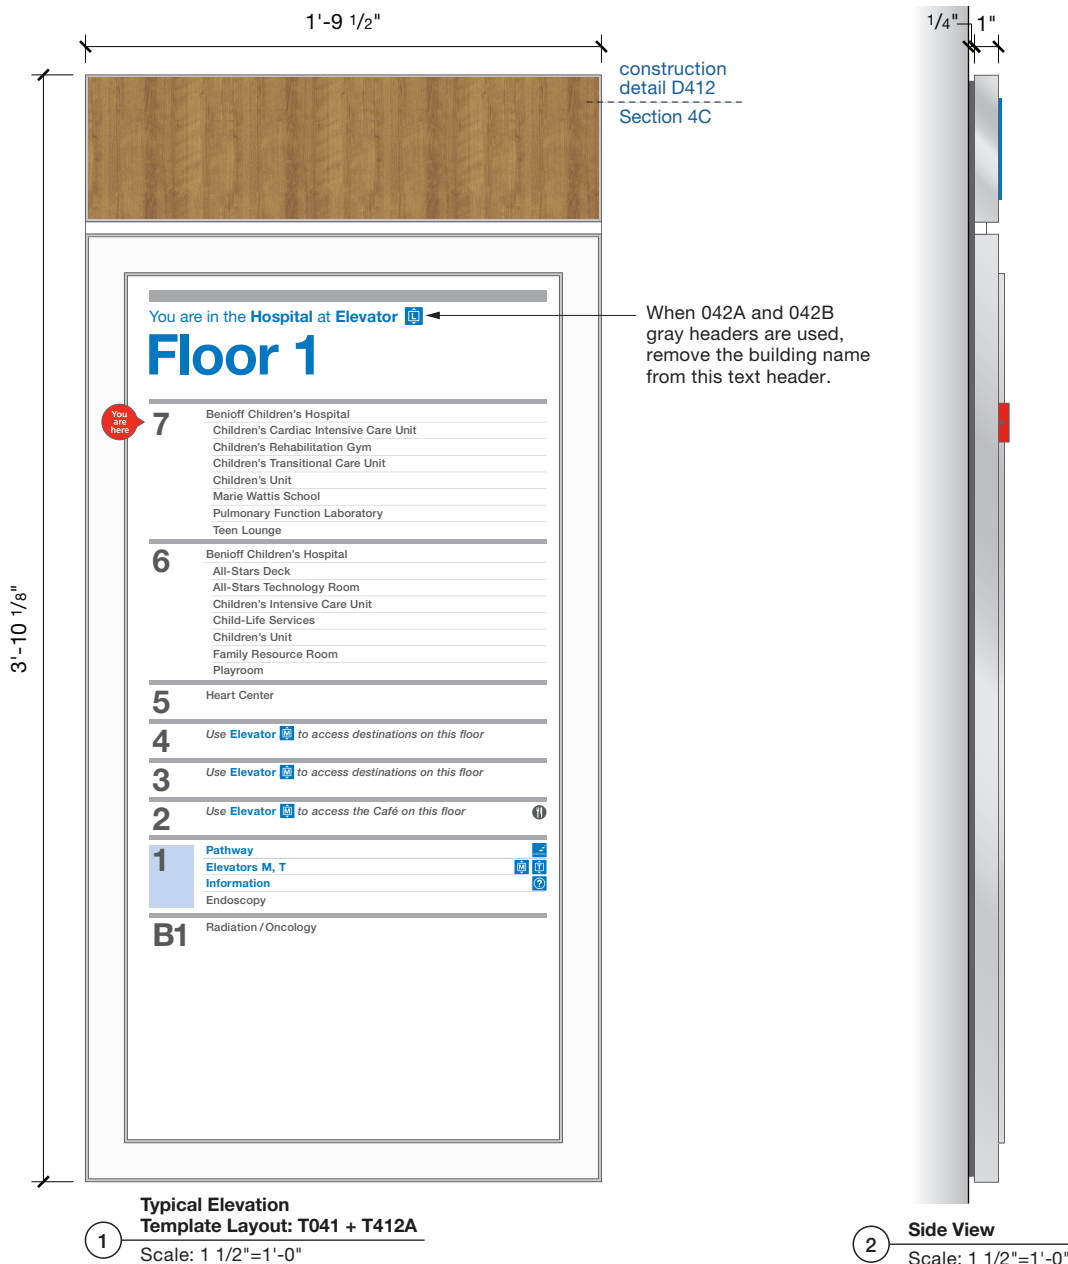 1'-9 1/2"
1/4"
1"
construction
detail D412
Section 4C
You are in the Hospital at Elevator L
When 042A and 042B
gray headers are used,
remove the building name
from this text header.
Floor 1
You
are
here
7
Benioff Children's Hospital
Children's Cardiac Intensive Care Unit
Children's Rehabilitation Gym
Children's Transitional Care Unit
Children's Unit
Marie Wattis School
Pulmonary Function Laboratory
Teen Lounge
6
Benioff Children's Hospital
All-Stars Deck
All-Stars Technology Room
Children's Intensive Care Unit
Child-Life Services
Children's Unit
Family Resource Room
Playroom
3'-10 1/8"
5
Heart Center
4
Use Elevator M to access destinations on this floor
3
Use Elevator M to access destinations on this floor
2
Use Elevator M to access the Café on this floor
1
Pathway
Elevators M, T M T
Information ?
Endoscopy
B1
Radiation/Oncology
Typical Elevation
Template Layout: T041 + T412A
1
Scale: 1 1/2"=1'-0"
Side View
2
Scale: 1 1/2"=1'-0"